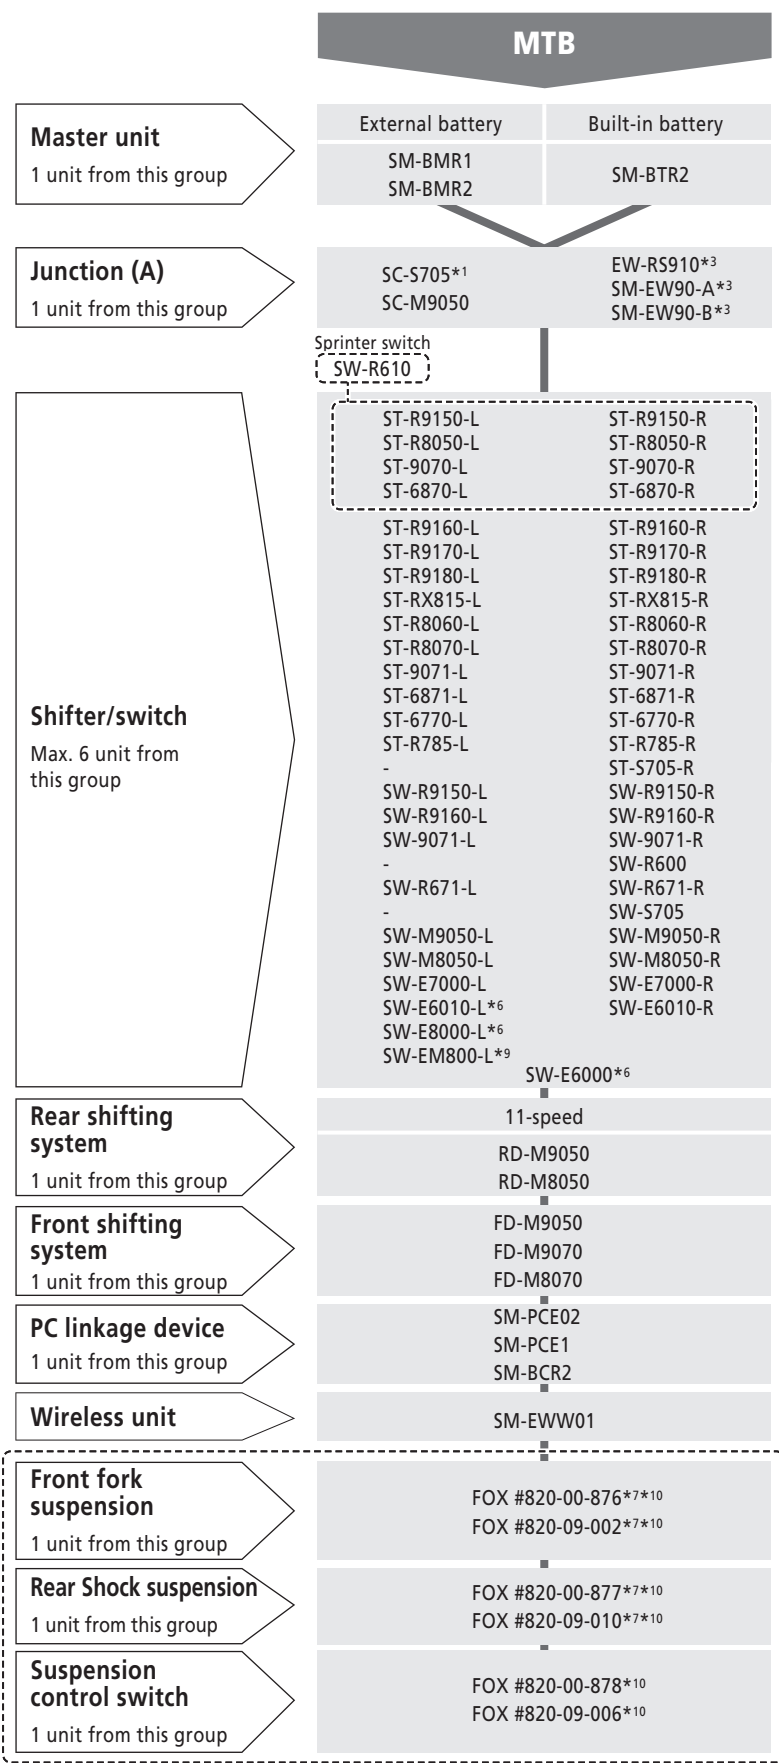 MTB
Master unit
1 unit from this group
External battery Built-in battery
SM-BMR1
SM-BMR2
SM-BTR2
Junction (A)
1 unit from this group
SC-S705*1
SC-M9050
EW-RS910*3
SM-EW90-A*3
SM-EW90-B*3
Sprinter switch
SW-R610
Shifter/switch
Max. 6 unit from
this group
ST-R9150-L ST-R9150-R
ST-R8050-L ST-R8050-R
ST-9070-L ST-9070-R
ST-6870-L ST-6870-R
ST-R9160-L ST-R9160-R
ST-R9170-L ST-R9170-R
ST-R9180-L ST-R9180-R
ST-RX815-L ST-RX815-R
ST-R8060-L ST-R8060-R
ST-R8070-L ST-R8070-R
ST-9071-L ST-9071-R
ST-6871-L ST-6871-R
ST-6770-L ST-6770-R
ST-R785-L ST-R785-R
- ST-S705-R
SW-R9150-L SW-R9150-R
SW-R9160-L SW-R9160-R
SW-9071-L SW-9071-R
- SW-R600
SW-R671-L SW-R671-R
- SW-S705
SW-M9050-L SW-M9050-R
SW-M8050-L SW-M8050-R
SW-E7000-L SW-E7000-R
SW-E6010-L*6 SW-E6010-R
SW-E8000-L*6
SW-EM800-L*9
SW-E6000*6
Rear shifting
system
1 unit from this group
11-speed
RD-M9050
RD-M8050
Front shifting
system
1 unit from this group
FD-M9050
FD-M9070
FD-M8070
PC linkage device
1 unit from this group
SM-PCE02
SM-PCE1
SM-BCR2
Wireless unit
SM-EWW01
Front fork
suspension
1 unit from this group
FOX #820-00-876*7*10
FOX #820-09-002*7*10
Rear Shock suspension
1 unit from this group
FOX #820-00-877*7*10
FOX #820-09-010*7*10
Suspension
control switch
1 unit from this group
FOX #820-00-878*10
FOX #820-09-006*10